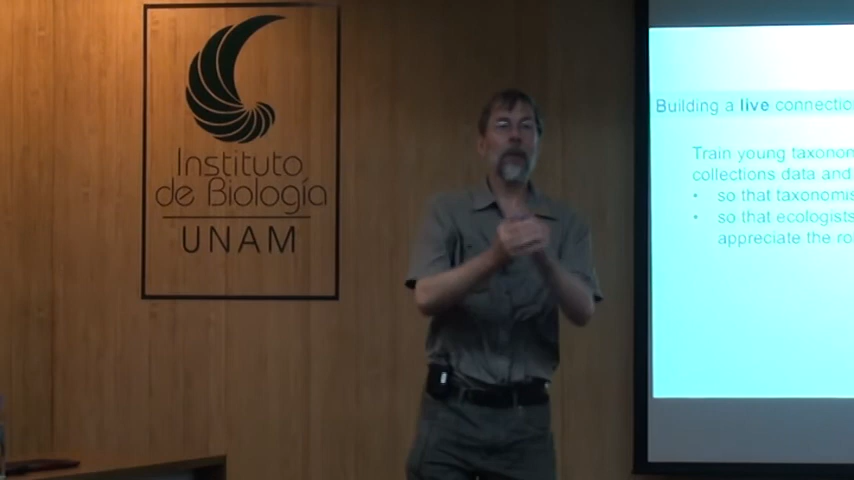 Instituto
de Biología
UNAM
Building a live connectio
Train young taxonom
collections data and
• so that taxonomis
• so that ecologists
appreciate the ro